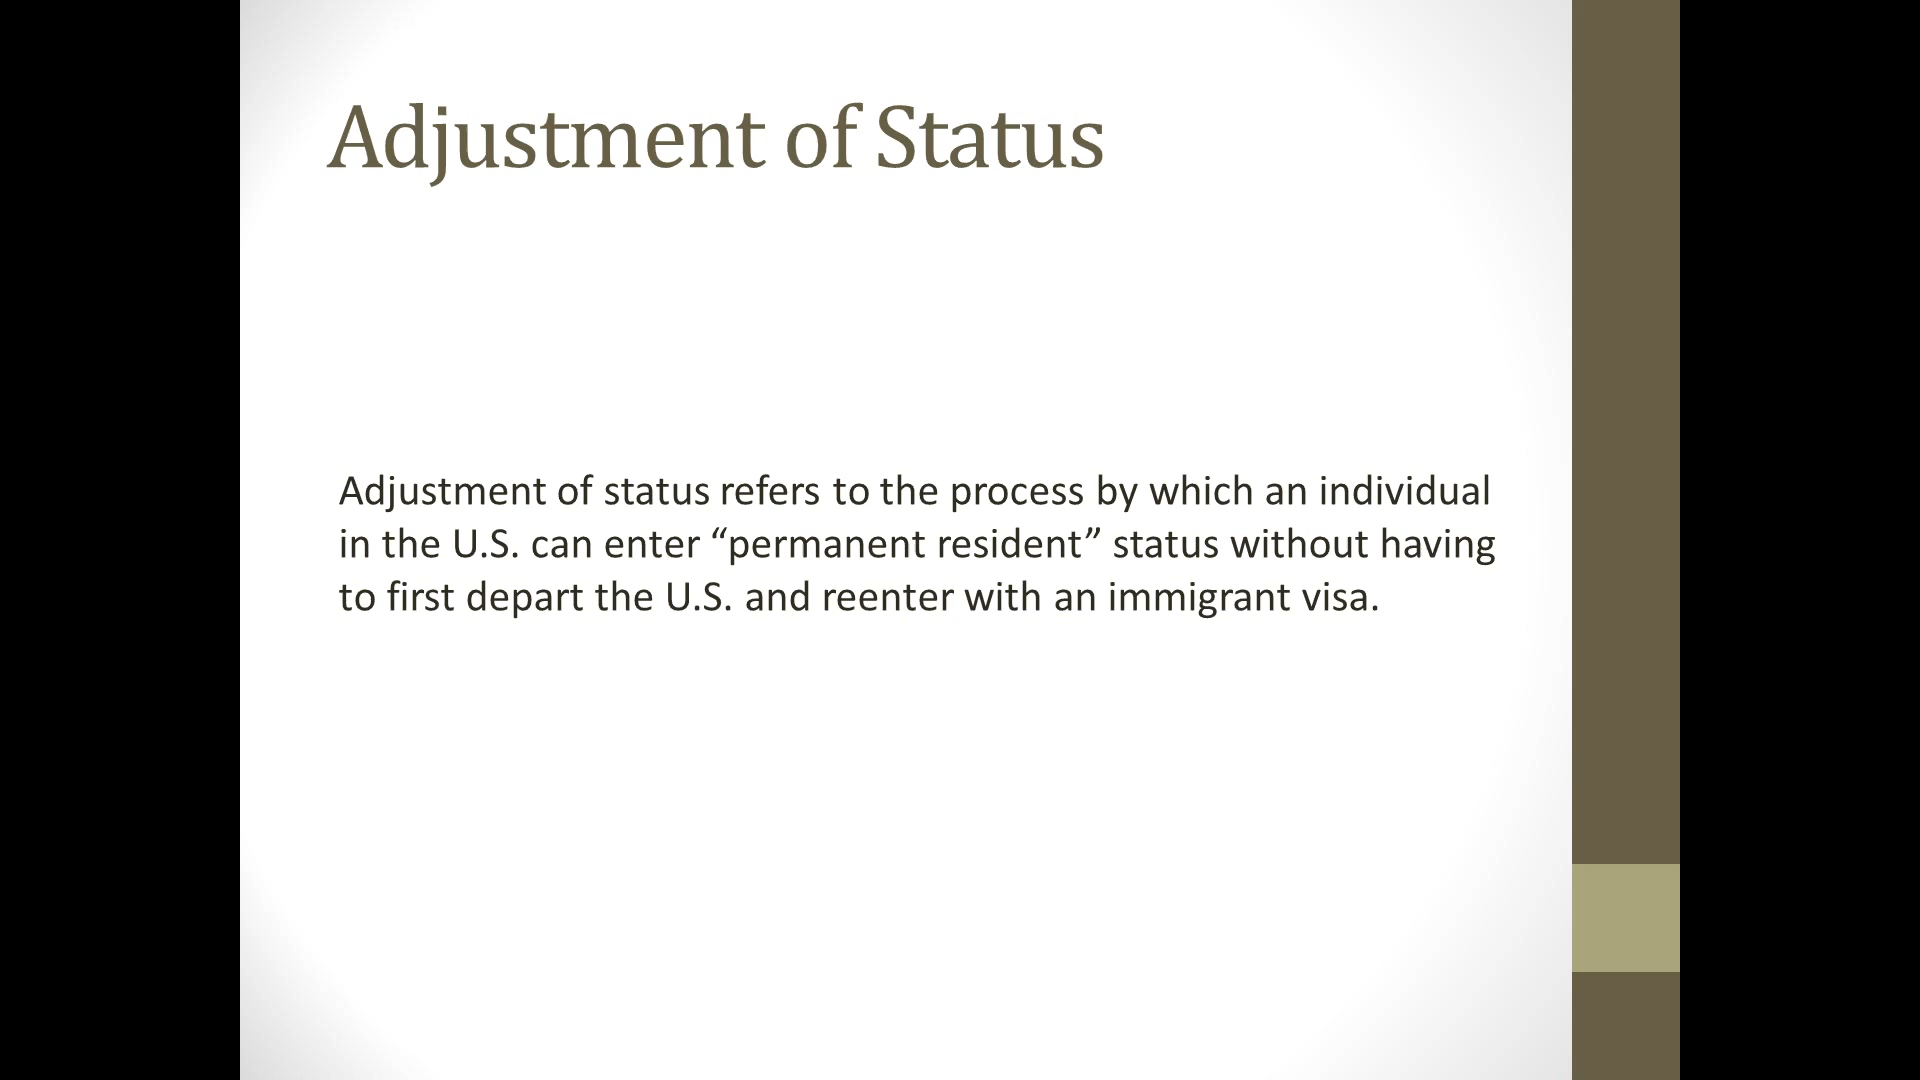 Adjustment of Status
Adjustment of status refers to the process by which an individual
in the U.S. can enter “permanent resident” status without having
to first depart the U.S. and reenter with an immigrant visa.